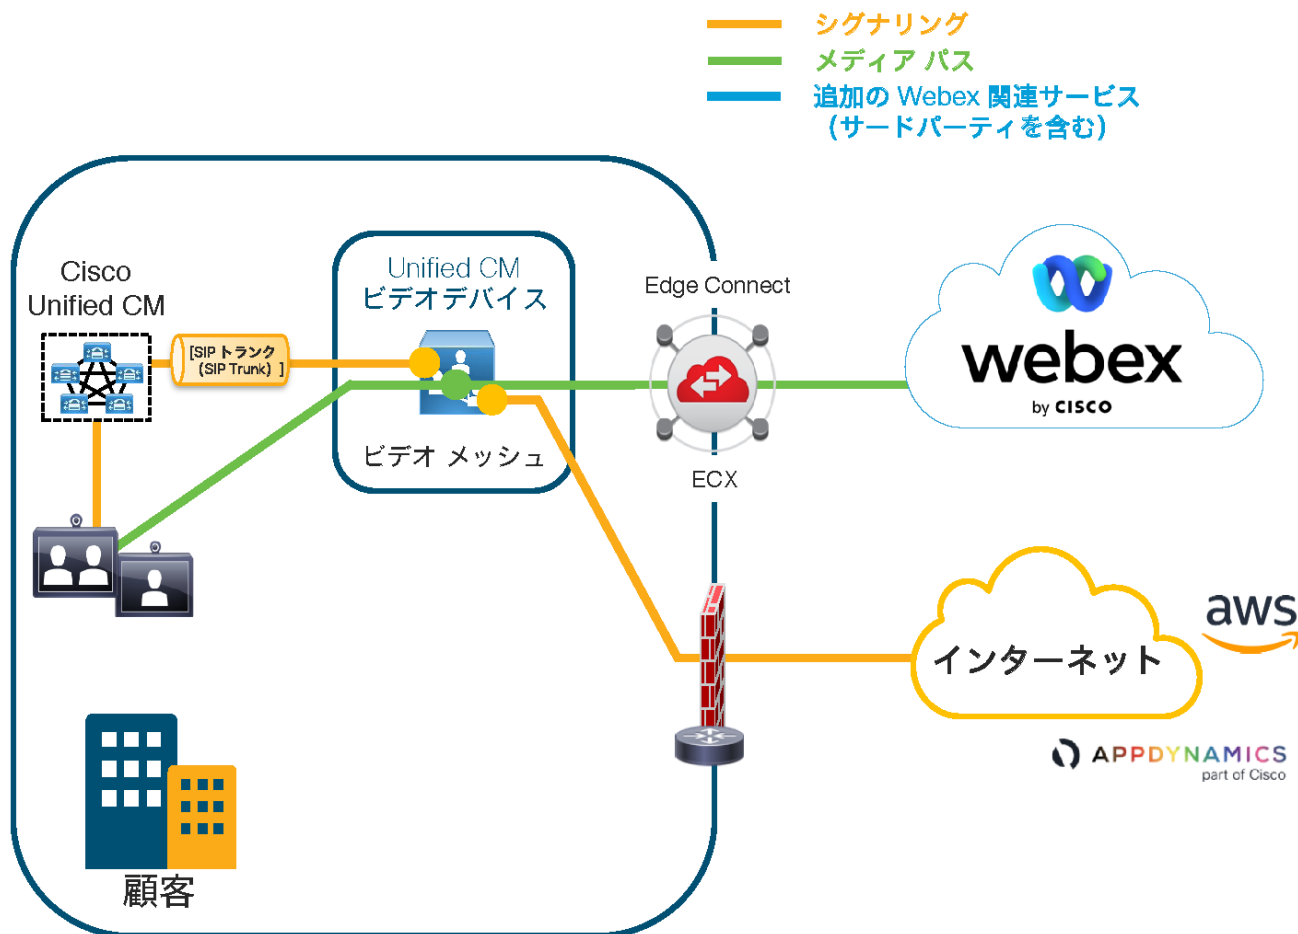 シグナリング
メディア パス
追加の Webex 関連サービス
（サードパーティを含む）
Cisco
Unified CM
[SIP トランク
（SIP Trunk）]
Unified CM
ビデオデバイス
ビデオ メッシュ
Edge Connect
ECX
webex
by CISCO
インターネット
aws
APPDYNAMICS
part of Cisco
顧客